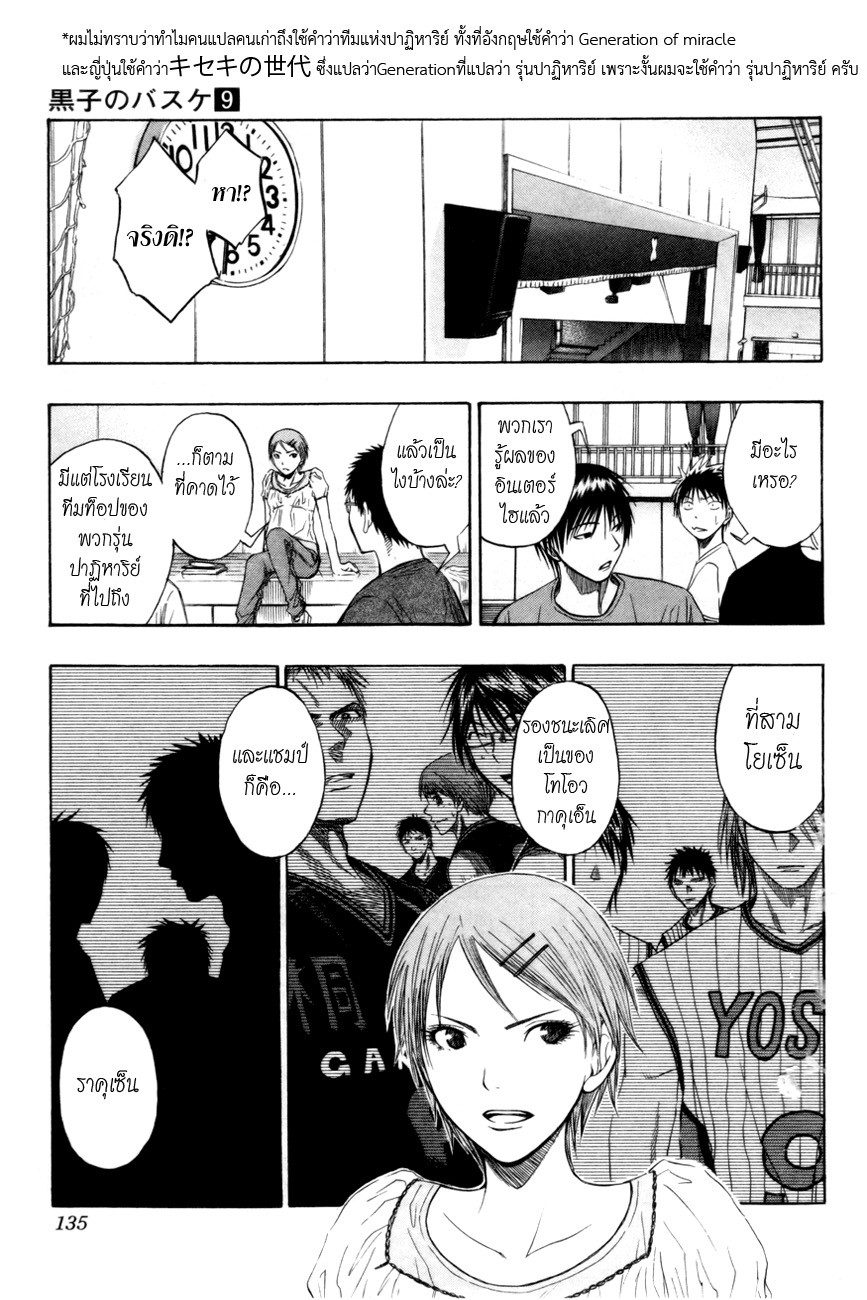 *ผมไม่ทราบว่าทำไมคนแปลคนเก่าถึงใช้คำว่าทีมแห่งปาฏิหาริย์ ทั้งที่อังกฤษใช้คำว่า Generation of miracle
และญี่ปุ่นใช้คำว่าキセキの世代 ซึ่งแปลว่าGenerationที่แปลว่า รุ่นปาฏิหาริย์ เพราะงั้นผมจะใช้คำว่า รุ่นปาฏิหาริย์ ครับ
黒子のバスケ9
หา!?
จริงดิ!?
10
12
2
3
4
5
6
มีอะไร
เหรอ?
พวกเรา
รู้ผลของ
อินเตอร์
ไฮแล้ว
แล้วเป็น
ไงบ้างล่ะ?
...ก็ตาม
ที่คาดไว้
มีแต่โรงเรียน
ทีมท็อปของ
พวกรุ่น
ปาฏิหาริย์
ที่ไปถึง
ที่สาม
โยเซ็น
รองชนะเลิศ
เป็นของ
โทโอว
กาคุเอ็น
และแชมป์
ก็คือ...
ราคุเซ็น
桐
GA
YOS
135